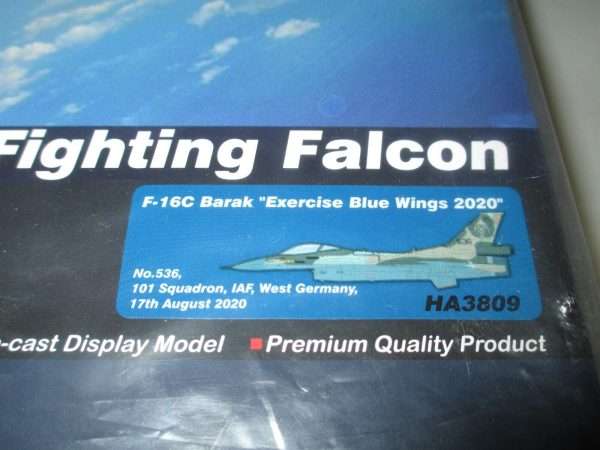 Fighting Falcon
F-16C Barak "Exercise Blue Wings 2020"
No.536,
101 Squadron, IAF, West Germany,
17th August 2020
HA3809
-cast Display Model ▪Premium Quality Product